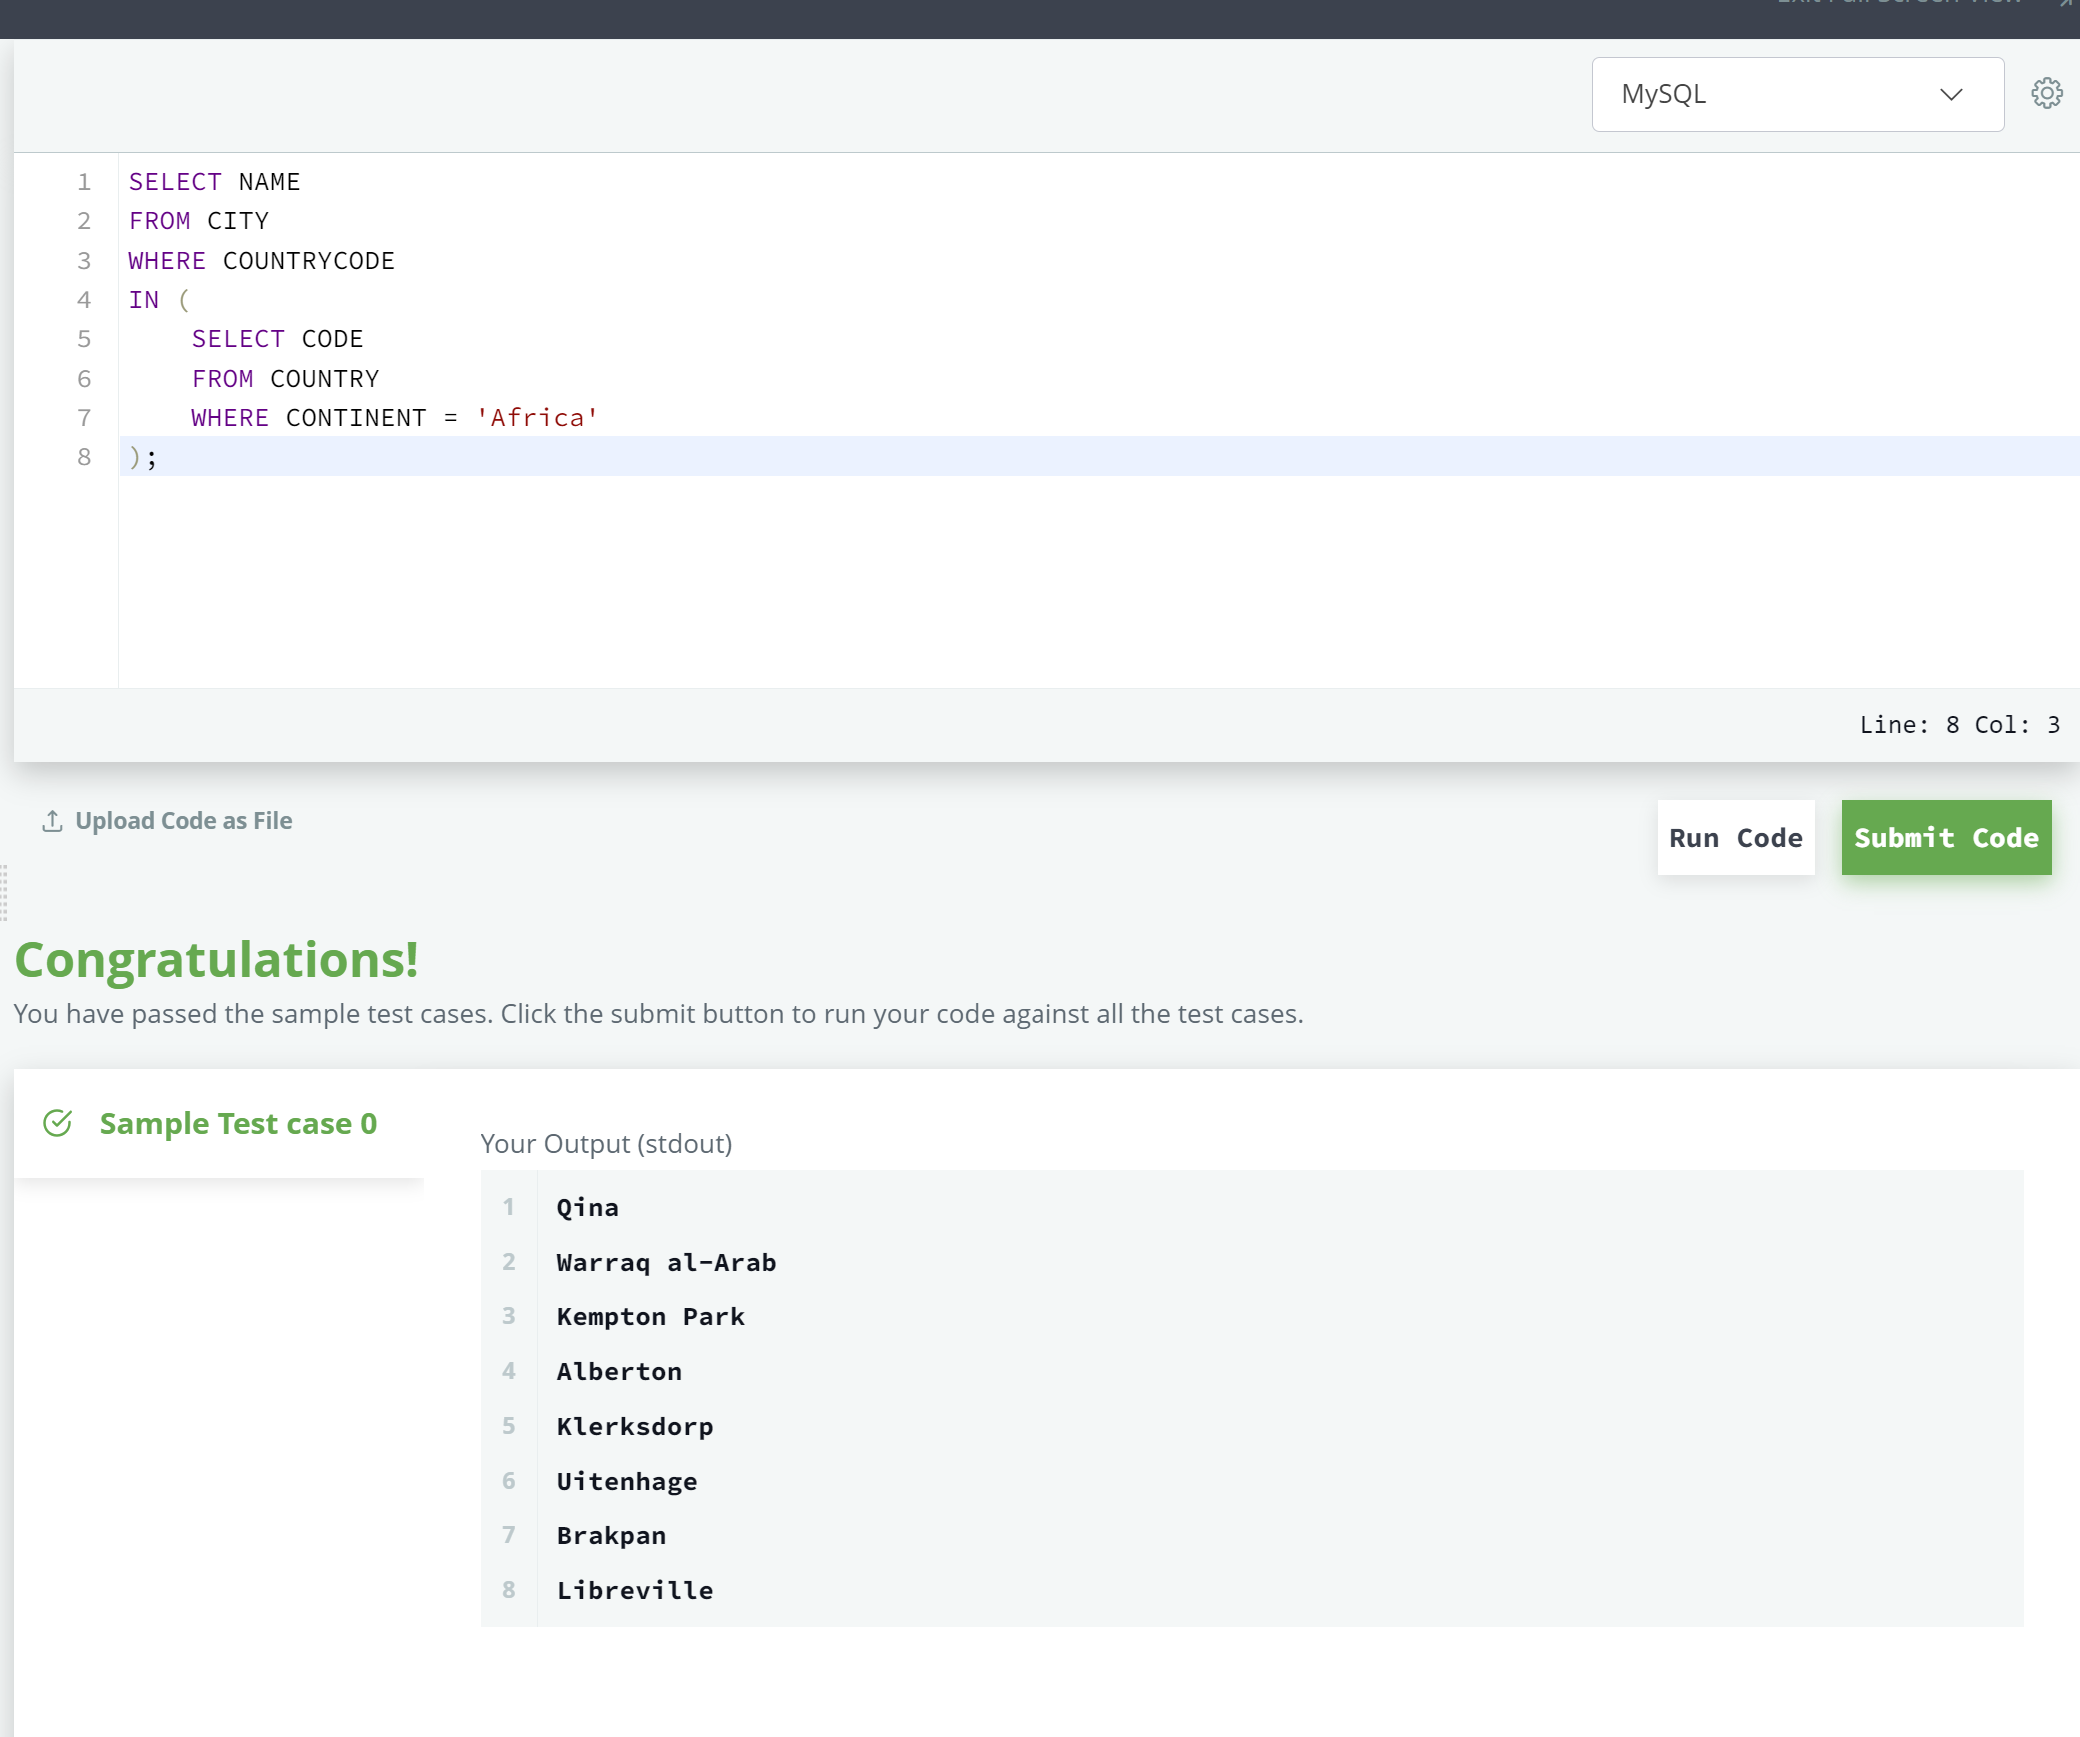 Exit Full Screen View
MySQL
1 SELECT NAME
2 FROM CITY
3 WHERE COUNTRYCODE
4 IN (
5 SELECT CODE
6 FROM COUNTRY
7 WHERE CONTINENT = 'Africa'
8 );
Line: 8 Col: 3
Upload Code as File
Run Code
Submit Code
Congratulations!
You have passed the sample test cases. Click the submit button to run your code against all the test cases.
Sample Test case 0
Your Output (stdout)
1 Qina
2 Warraq al-Arab
3 Kempton Park
4 Alberton
5 Klerksdorp
6 Uitenhage
7 Brakpan
8 Libreville